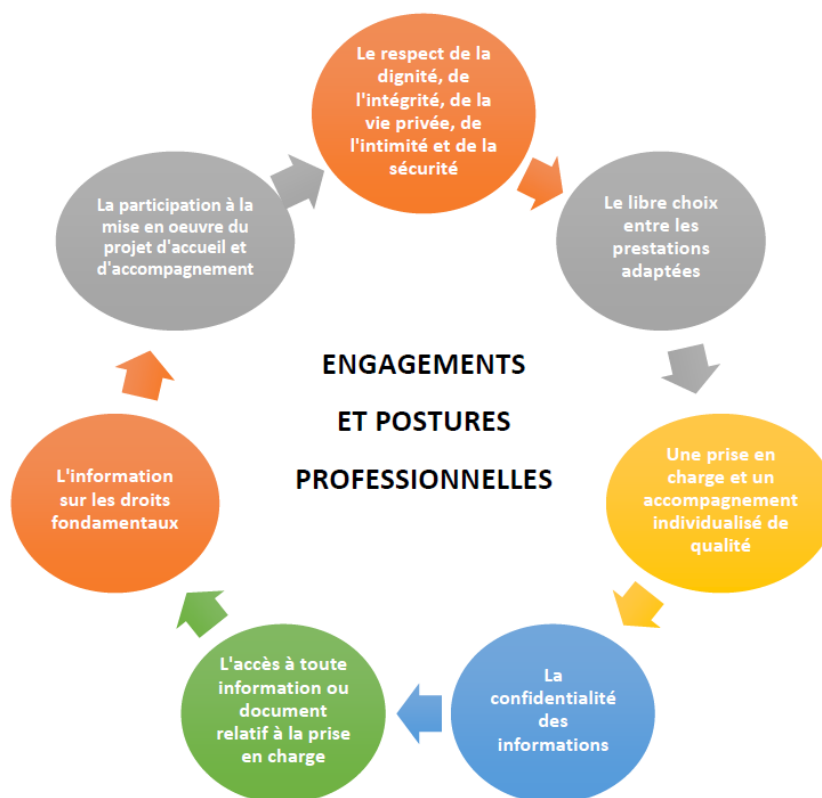 Le respect de la
dignité, de
l'intégrité, de la
vie privée, de
l'intimité et de la
sécurité
Le libre choix
entre les
prestations
adaptées
Une prise en
charge et un
accompagnement
individualisé de
qualité
La
confidentialité
des
informations
L'accès à toute
information ou
document
relatif à la prise
en charge
L'information
sur les droits
fondamentaux
La participation à la
mise en oeuvre du
projet d'accueil et
d'accompagnement
ENGAGEMENTS
ET POSTURES
PROFESSIONNELLES